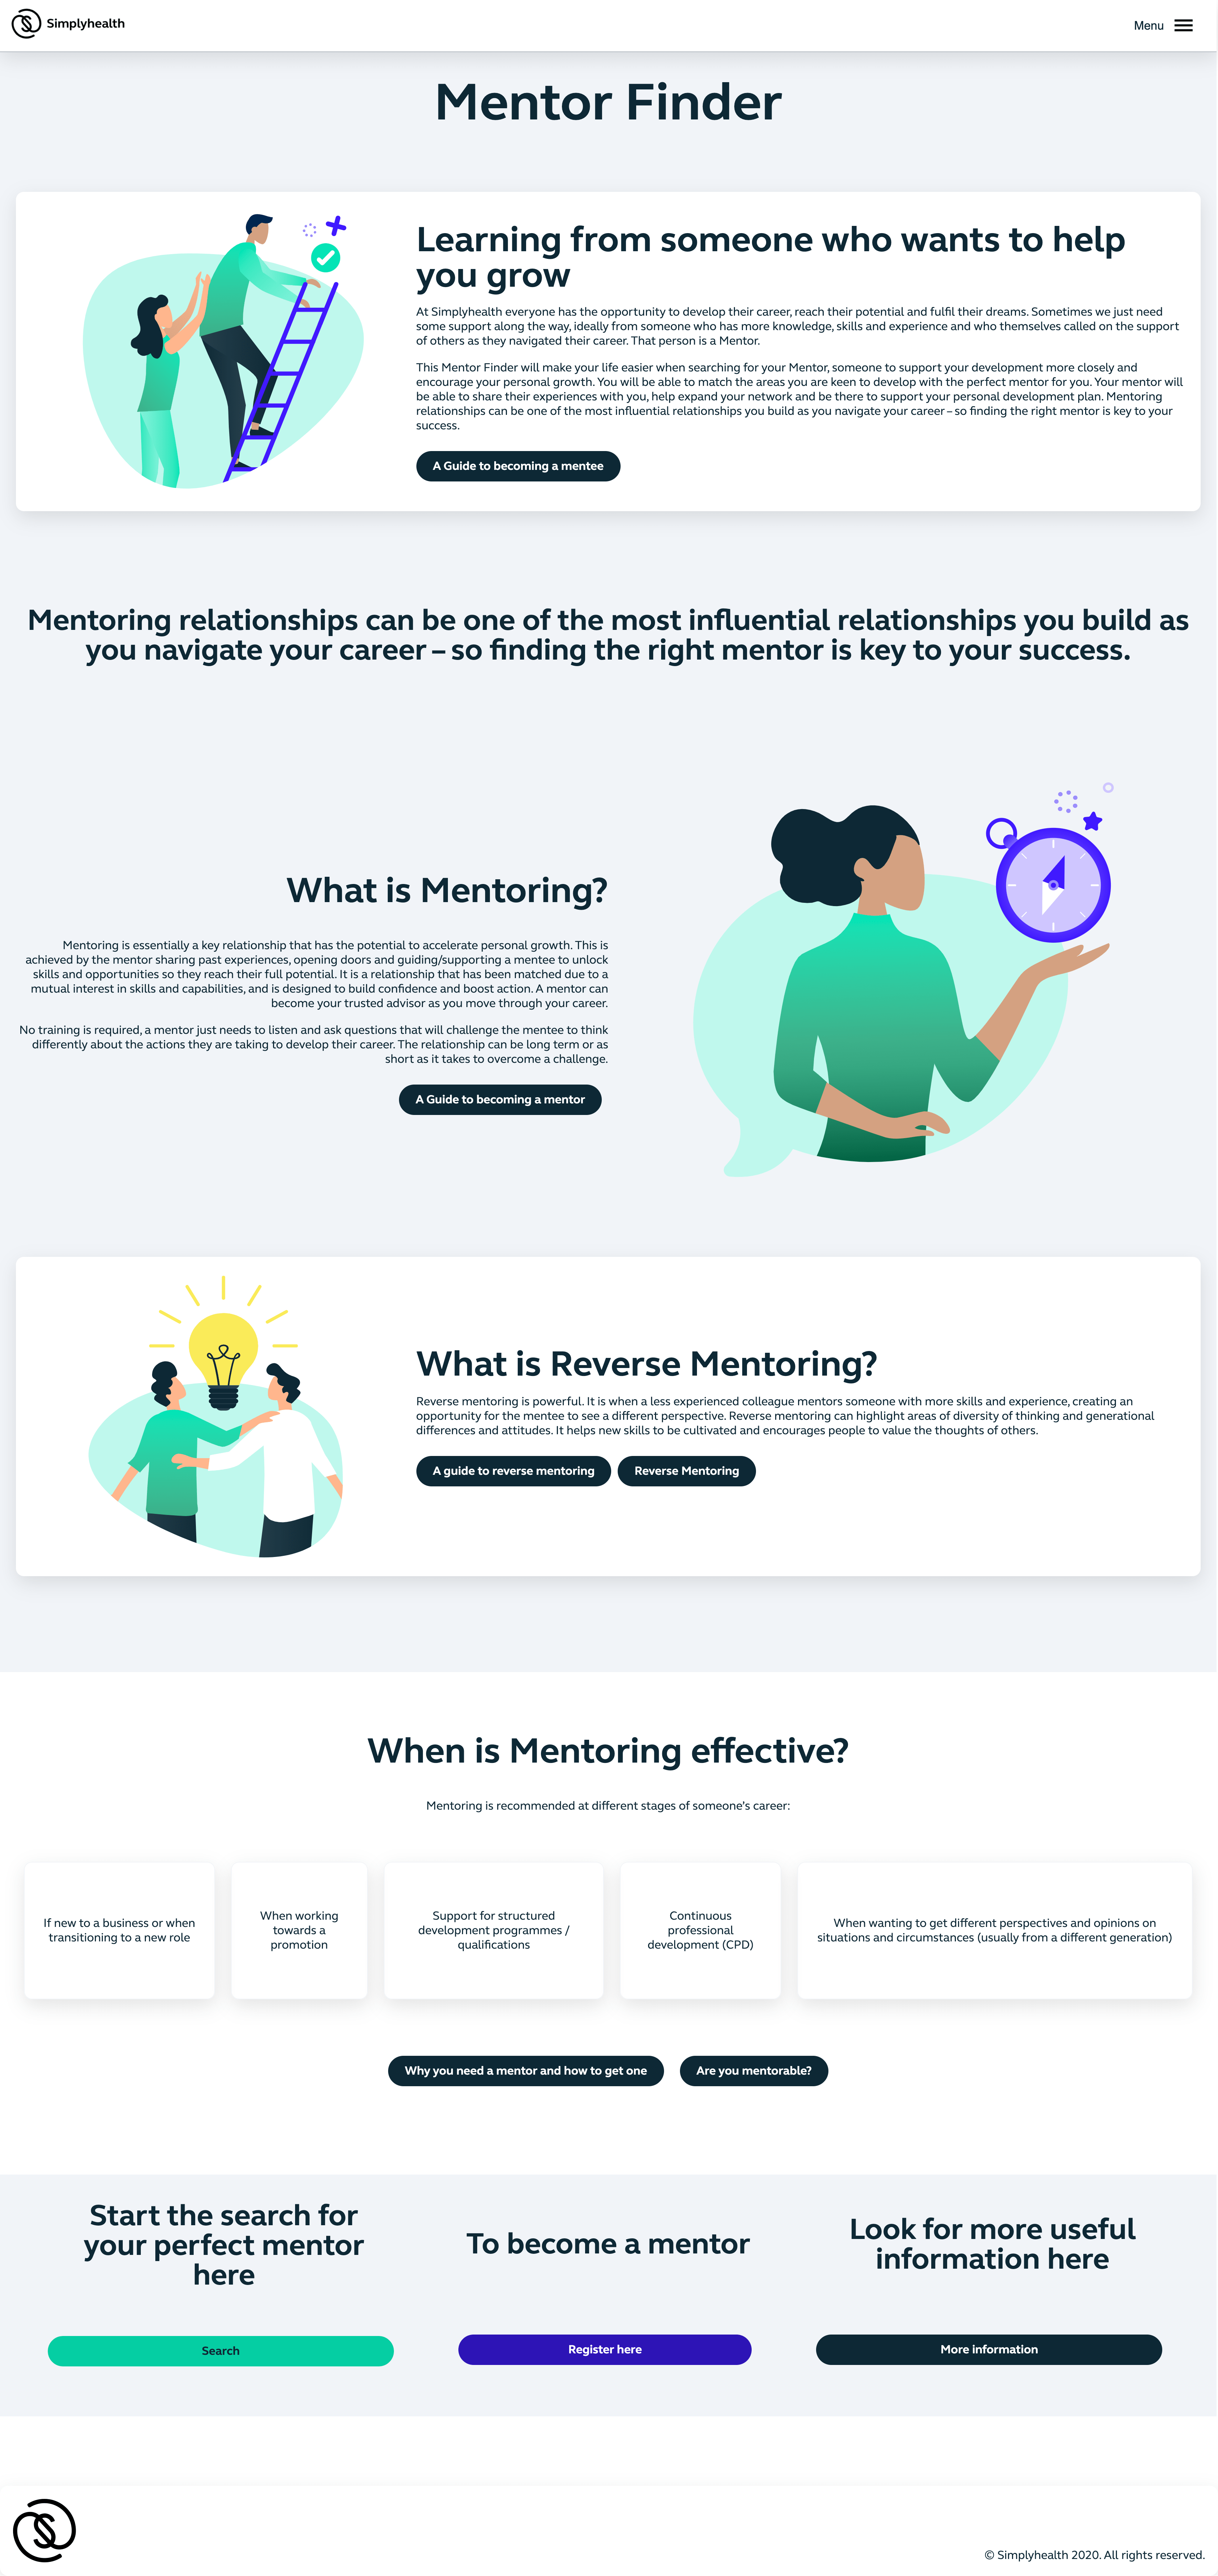 Simplyhealth
Menu
Mentor Finder
Learning from someone who wants to help
you grow
At Simplyhealth everyone has the opportunity to develop their career, reach their potential and fulfil their dreams. Sometimes we just need
some support along the way, ideally from someone who has more knowledge, skills and experience and who themselves called on the support
of others as they navigated their career. That person is a Mentor.
This Mentor Finder will make your life easier when searching for your Mentor, someone to support your development more closely and
encourage your personal growth. You will be able to match the areas you are keen to develop with the perfect mentor for you. Your mentor will
be able to share their experiences with you, help expand your network and be there to support your personal development plan. Mentoring
relationships can be one of the most influential relationships you build as you navigate your career – so finding the right mentor is key to your
success.
A Guide to becoming a mentee
Mentoring relationships can be one of the most influential relationships you build as
you navigate your career – so finding the right mentor is key to your success.
What is Mentoring?
Mentoring is essentially a key relationship that has the potential to accelerate personal growth. This is
achieved by the mentor sharing past experiences, opening doors and guiding/supporting a mentee to unlock
skills and opportunities so they reach their full potential. It is a relationship that has been matched due to a
mutual interest in skills and capabilities, and is designed to build confidence and boost action. A mentor can
become your trusted advisor as you move through your career.
No training is required, a mentor just needs to listen and ask questions that will challenge the mentee to think
differently about the actions they are taking to develop their career. The relationship can be long term or as
short as it takes to overcome a challenge.
A Guide to becoming a mentor
What is Reverse Mentoring?
Reverse mentoring is powerful. It is when a less experienced colleague mentors someone with more skills and experience, creating an
opportunity for the mentee to see a different perspective. Reverse mentoring can highlight areas of diversity of thinking and generational
differences and attitudes. It helps new skills to be cultivated and encourages people to value the thoughts of others.
A guide to reverse mentoring
Reverse Mentoring
When is Mentoring effective?
Mentoring is recommended at different stages of someone's career:
If new to a business or when
transitioning to a new role
When working
towards a
promotion
Support for structured
development programmes /
qualifications
Continuous
professional
development (CPD)
When wanting to get different perspectives and opinions on
situations and circumstances (usually from a different generation)
Why you need a mentor and how to get one
Are you mentorable?
Start the search for
your perfect mentor
here
Search
To become a mentor
Register here
Look for more useful
information here
More information
© Simplyhealth 2020. All rights reserved.